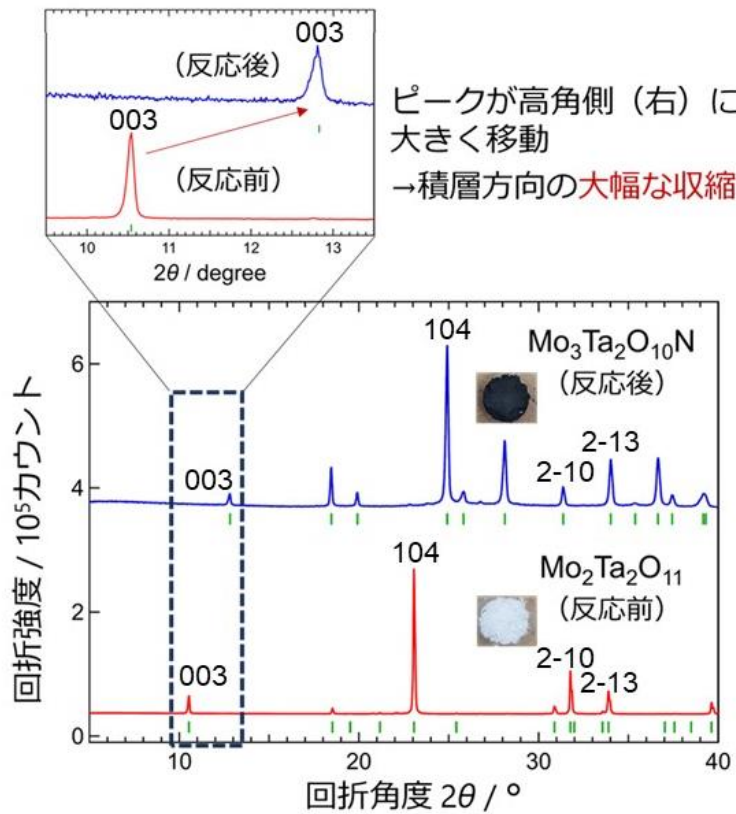 003
003
（反応後）
（反応前）
10
11
12
13
2θ / degree
ピークが高角側（右）に
大きく移動
→積層方向の大幅な収縮
6
4
2
0
回折強度 / 10⁵カウント
104
Mo₃Ta₂O₁₀N
（反応後）
003
2-10
2-13
104
Mo₂Ta₂O₁₁
（反応前）
003
2-10
2-13
10
20
30
40
回折角度 2θ / °